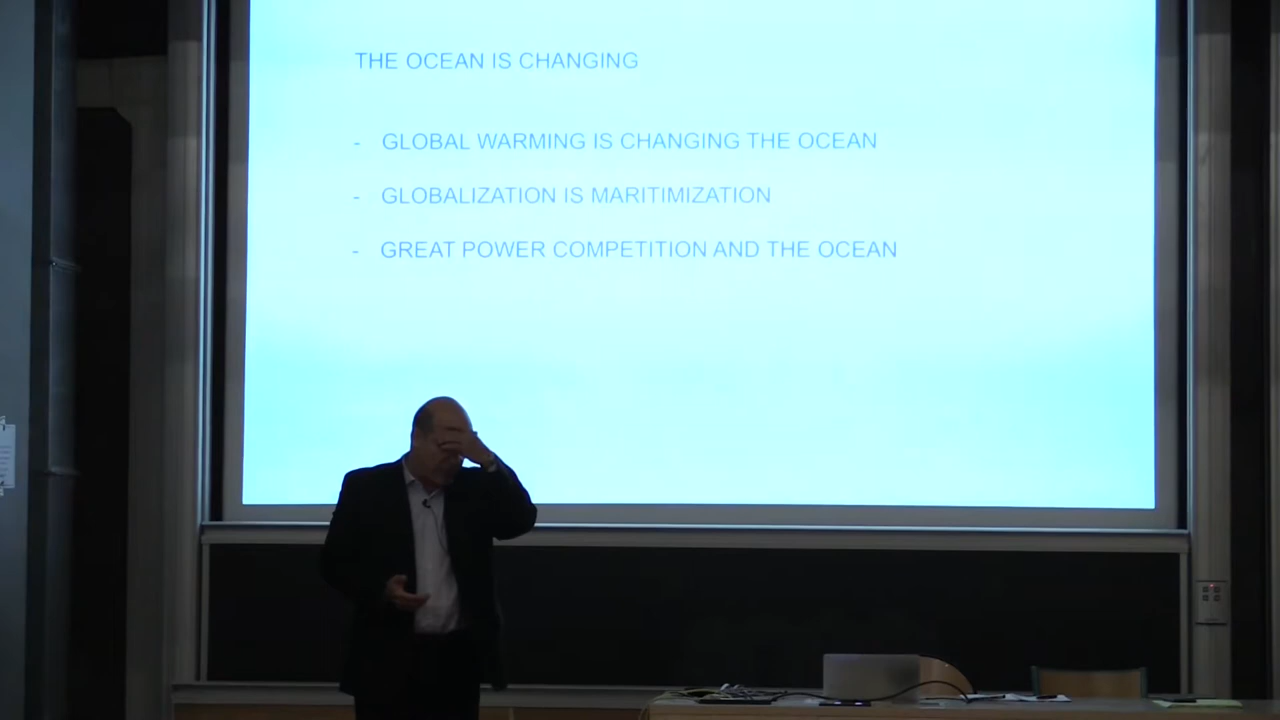 THE OCEAN IS CHANGING
- GLOBAL WARMING IS CHANGING THE OCEAN
- GLOBALIZATION IS MARITIMIZATION
- GREAT POWER COMPETITION AND THE OCEAN